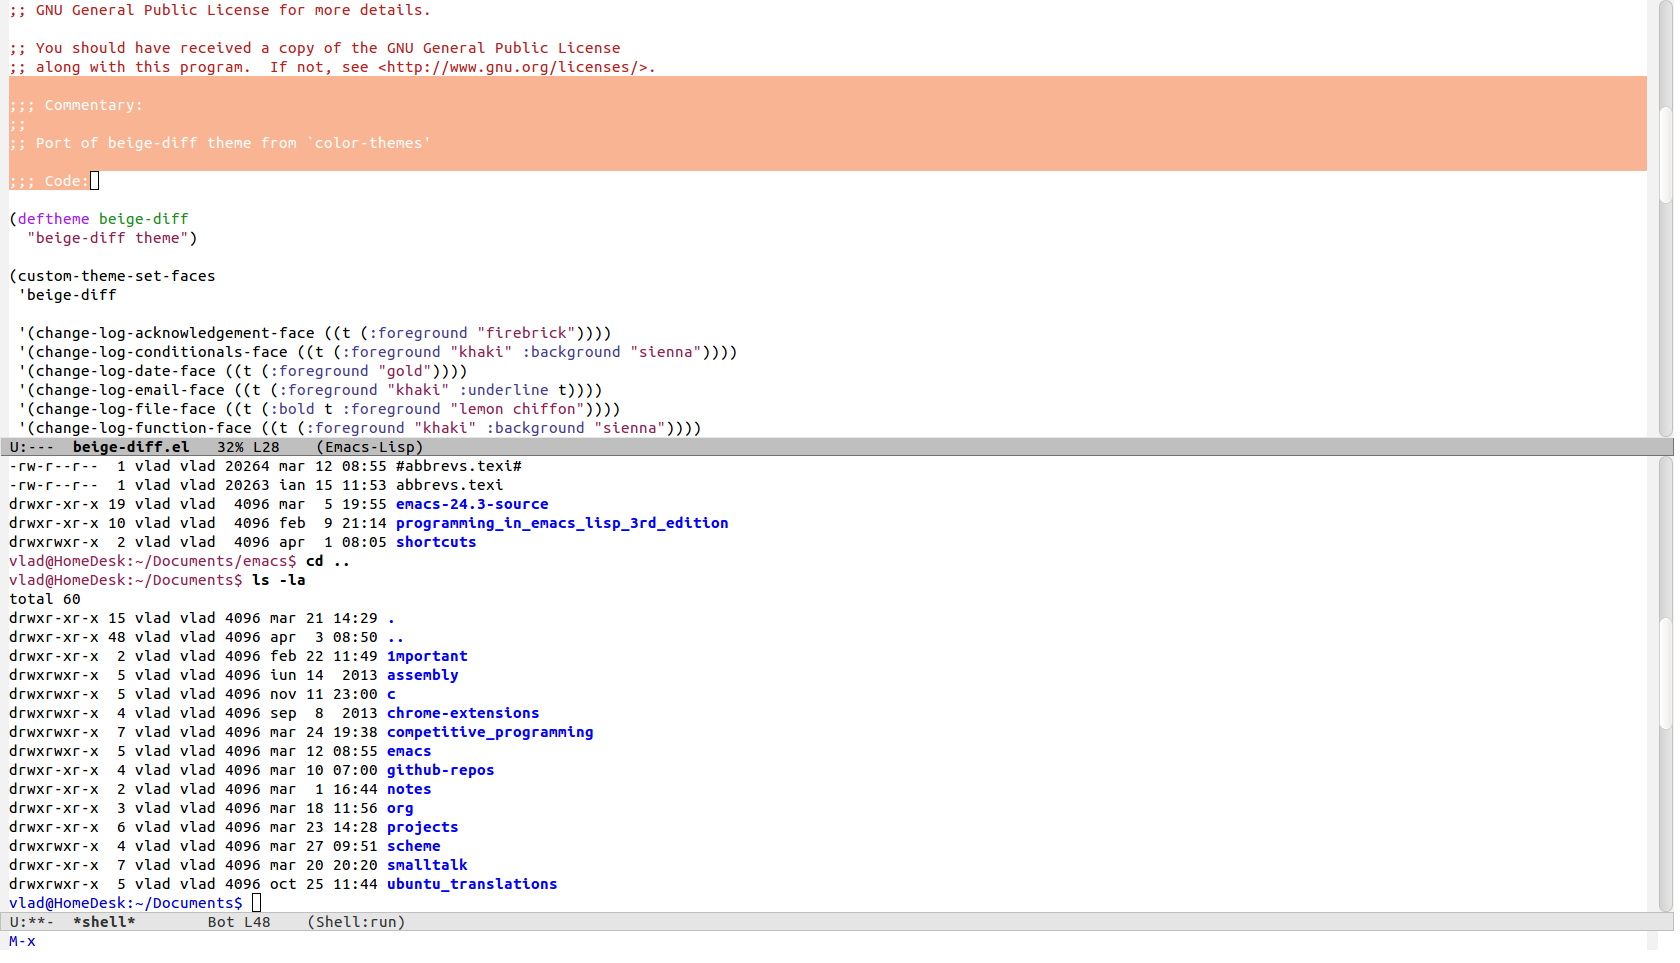 ;; GNU General Public License for more details.
;; You should have received a copy of the GNU General Public License
;; along with this program.  If not, see <http://www.gnu.org/licenses/>.
;;; Commentary:
;;
;; Port of beige-diff theme from `color-themes'
;;; Code:
(deftheme beige-diff
  "beige-diff theme")
(custom-theme-set-faces
 'beige-diff
 '(change-log-acknowledgement-face ((t (:foreground "firebrick"))))
 '(change-log-conditionals-face ((t (:foreground "khaki" :background "sienna"))))
 '(change-log-date-face ((t (:foreground "gold"))))
 '(change-log-email-face ((t (:foreground "khaki" :underline t))))
 '(change-log-file-face ((t (:bold t :foreground "lemon chiffon"))))
 '(change-log-function-face ((t (:foreground "khaki" :background "sienna"))))
U:---  beige-diff.el   32% L28    (Emacs-Lisp)
-rw-r--r--  1 vlad vlad 20264 mar 12 08:55 #abbrevs.texi#
-rw-r--r--  1 vlad vlad 20263 ian 15 11:53 abbrevs.texi
drwxr-xr-x 19 vlad vlad  4096 mar  5 19:55 emacs-24.3-source
drwxr-xr-x 10 vlad vlad  4096 feb  9 21:14 programming_in_emacs_lisp_3rd_edition
drwxrwxr-x  2 vlad vlad  4096 apr  1 08:05 shortcuts
vlad@HomeDesk:~/Documents/emacs$ cd ..
vlad@HomeDesk:~/Documents$ ls -la
total 60
drwxr-xr-x 15 vlad vlad 4096 mar 21 14:29 .
drwxr-xr-x 48 vlad vlad 4096 apr  3 08:50 ..
drwxr-xr-x  2 vlad vlad 4096 feb 22 11:49 1mportant
drwxrwxr-x  5 vlad vlad 4096 iun 14  2013 assembly
drwxrwxr-x  5 vlad vlad 4096 nov 11 23:00 c
drwxrwxr-x  4 vlad vlad 4096 sep  8  2013 chrome-extensions
drwxrwxr-x  7 vlad vlad 4096 mar 24 19:38 competitive_programming
drwxrwxr-x  5 vlad vlad 4096 mar 12 08:55 emacs
drwxr-xr-x  4 vlad vlad 4096 mar 10 07:00 github-repos
drwxrwxr-x  2 vlad vlad 4096 mar  1 16:44 notes
drwxr-xr-x  3 vlad vlad 4096 mar 18 11:56 org
drwxr-xr-x  6 vlad vlad 4096 mar 23 14:28 projects
drwxrwxr-x  4 vlad vlad 4096 mar 27 09:51 scheme
drwxr-xr-x  7 vlad vlad 4096 mar 20 20:20 smalltalk
drwxrwxr-x  5 vlad vlad 4096 oct 25 11:44 ubuntu_translations
vlad@HomeDesk:~/Documents$
U:**-  *shell*        Bot L48    (Shell:run)
M-x